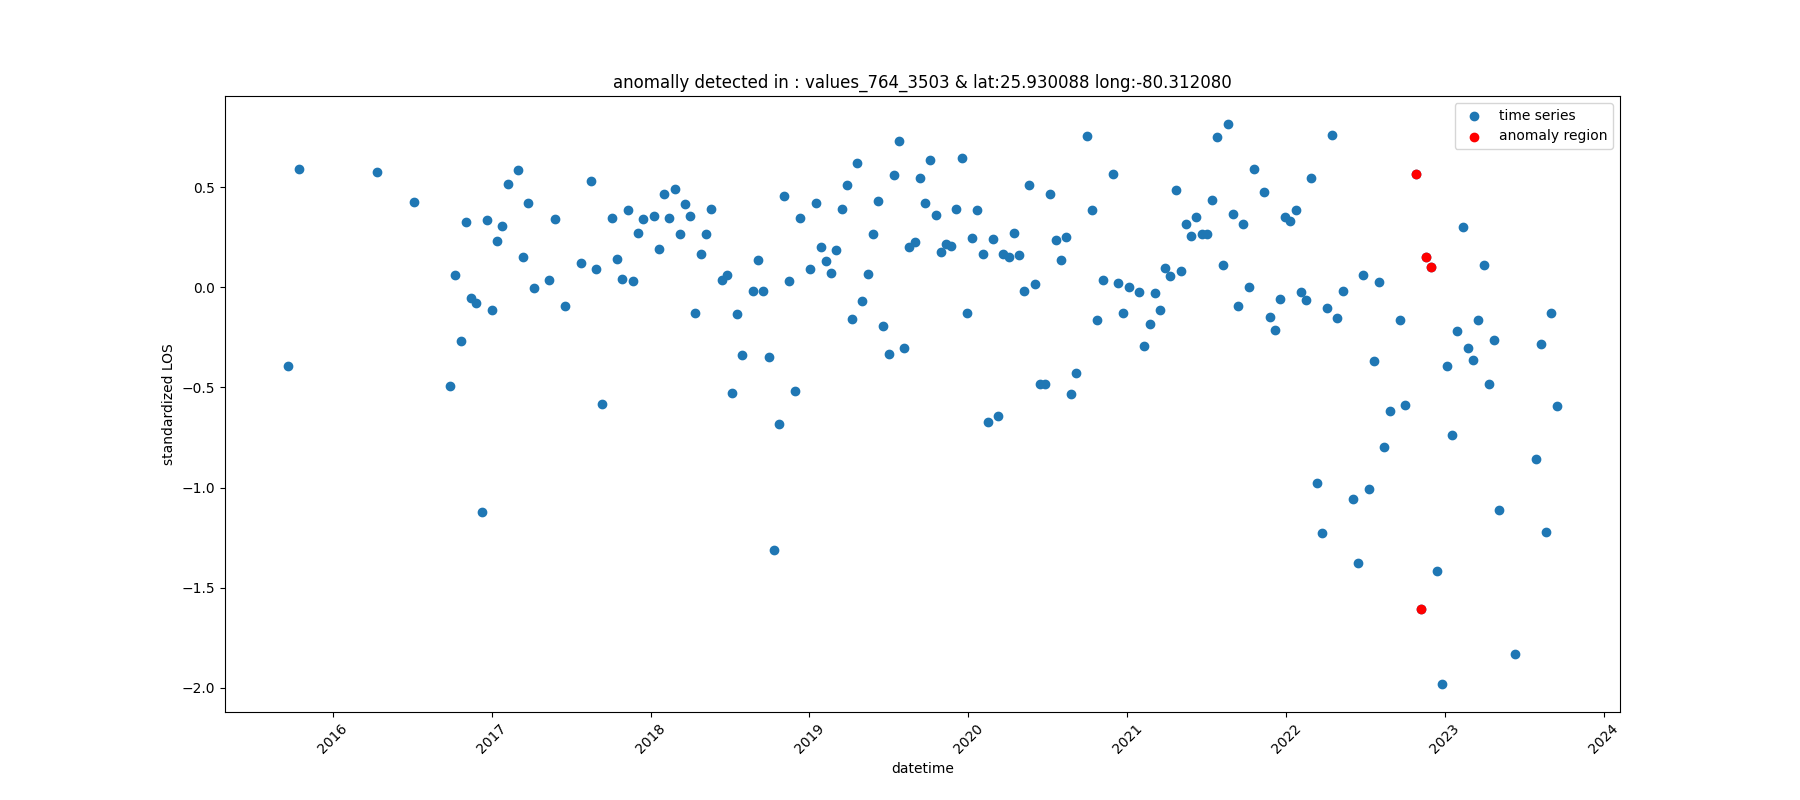 anomally detected in : values_764_3503 & lat:25.930088 long:-80.312080
time series
anomaly region
0.5
0.0
−0.5
−1.0
−1.5
−2.0
standardized LOS
2016 2017 2018 2019 2020 2021 2022 2023 2024
datetime